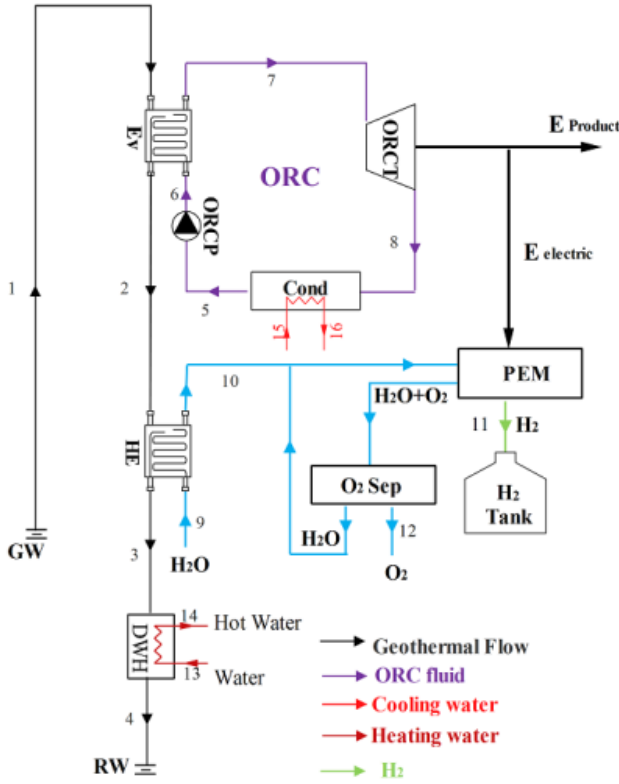 7
Ev
ORCT
E Product
ORC
6
ORCP
8
E electric
1
2
5
Cond
15
16
10
PEM
H2O+O2
11
H2
HE
O2 Sep
H2
Tank
9
H2O
12
H2O
O2
GW
3
14
Hot Water
DWH
13
Water
Geothermal Flow
ORC fluid
4
Cooling water
Heating water
RW
H2